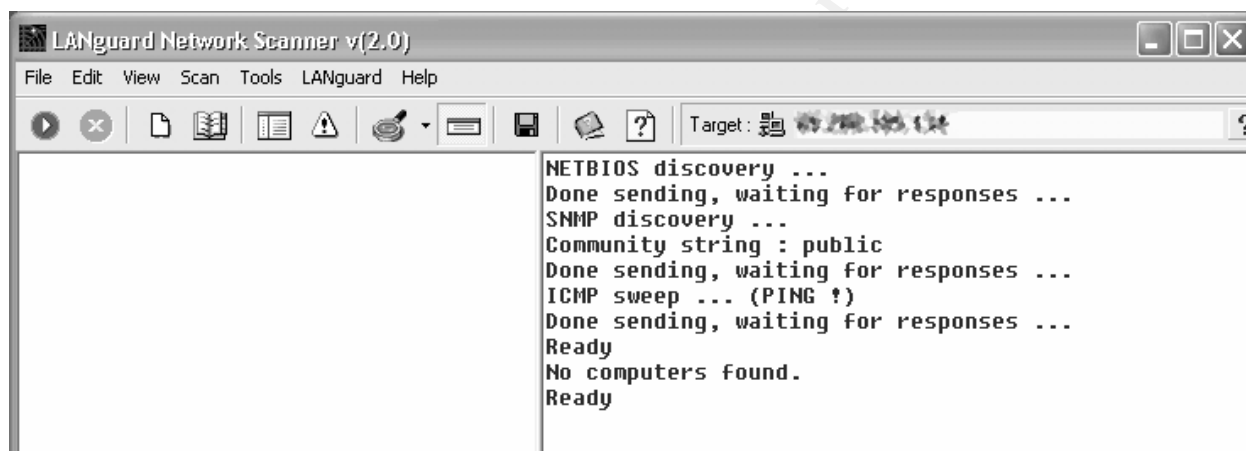 LANguard Network Scanner v(2.0)
File Edit View Scan Tools LANguard Help
Target:
NETBIOS discovery ...
Done sending, waiting for responses ...
SNMP discovery ...
Community string : public
Done sending, waiting for responses ...
ICMP sweep ... (PING !)
Done sending, waiting for responses ...
Ready
No computers found.
Ready